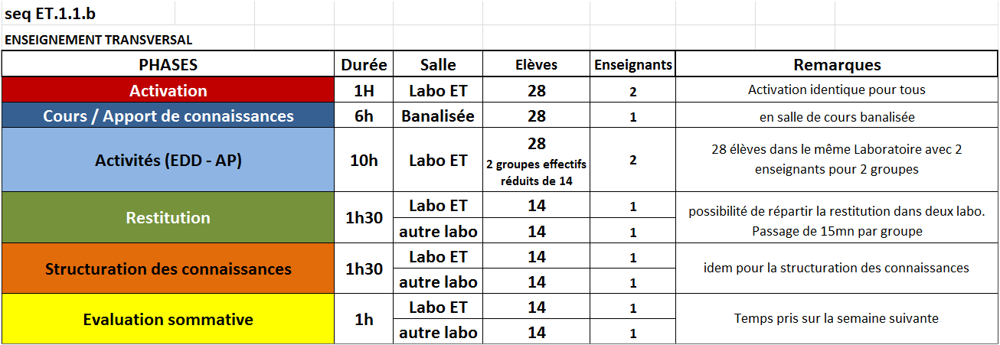 seq ET.1.1.b
ENSEIGNEMENT TRANSVERSAL
PHASES Durée Salle Elèves Enseignants Remarques
Activation 1H Labo ET 28 2 Activation identique pour tous
Cours / Apport de connaissances 6h Banalisée 28 1 en salle de cours banalisée
Activités (EDD - AP) 10h Labo ET 28 2 groupes effectifs réduits de 14 2 28 élèves dans le même Laboratoire avec 2 enseignants pour 2 groupes
Restitution 1h30 Labo ET 14 1 possibilité de répartir la restitution dans deux labo. Passage de 15mn par groupe
autre labo 14 1
Structuration des connaissances 1h30 Labo ET 14 1 idem pour la structuration des connaissances
autre labo 14 1
Evaluation sommative 1h Labo ET 14 1 Temps pris sur la semaine suivante
autre labo 14 1